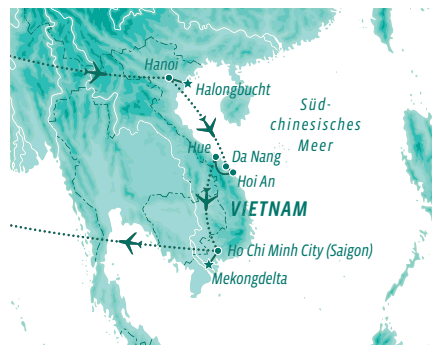 Hanoi
Halongbucht
Süd-
chinesisches
Meer
Hue
Da Nang
Hoi An
VIETNAM
Ho Chi Minh City (Saigon)
Mekongdelta